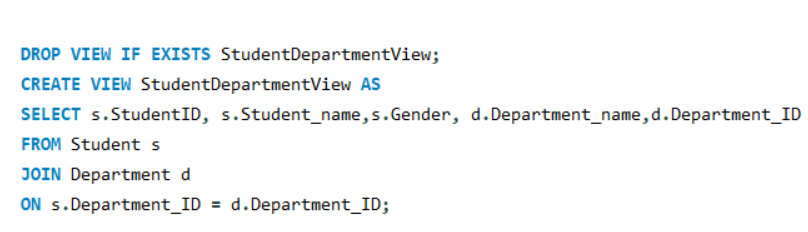 DROP VIEW IF EXISTS StudentDepartmentView;
CREATE VIEW StudentDepartmentView AS
SELECT s.StudentID, s.Student_name,s.Gender, d.Department_name,d.Department_ID
FROM Student s
JOIN Department d
ON s.Department_ID = d.Department_ID;